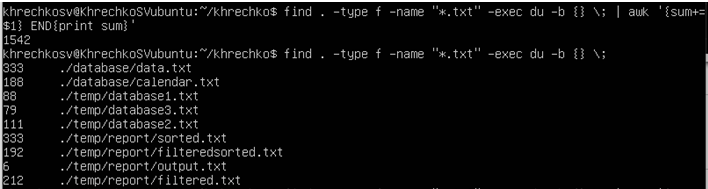 khrechkosv@KhrechkoSVubuntu:~/khrechko$ find . -type f -name "*.txt" -exec du -b {} \; | awk '{sum+=
$1} END{print sum}'
1542
khrechkosv@KhrechkoSVubuntu:~/khrechko$ find . -type f -name "*.txt" -exec du -b {} \;
333 ./database/data.txt
188 ./database/calendar.txt
88 ./temp/database1.txt
79 ./temp/database3.txt
111 ./temp/database2.txt
333 ./temp/report/sorted.txt
192 ./temp/report/filteredsorted.txt
6 ./temp/report/output.txt
212 ./temp/report/filtered.txt